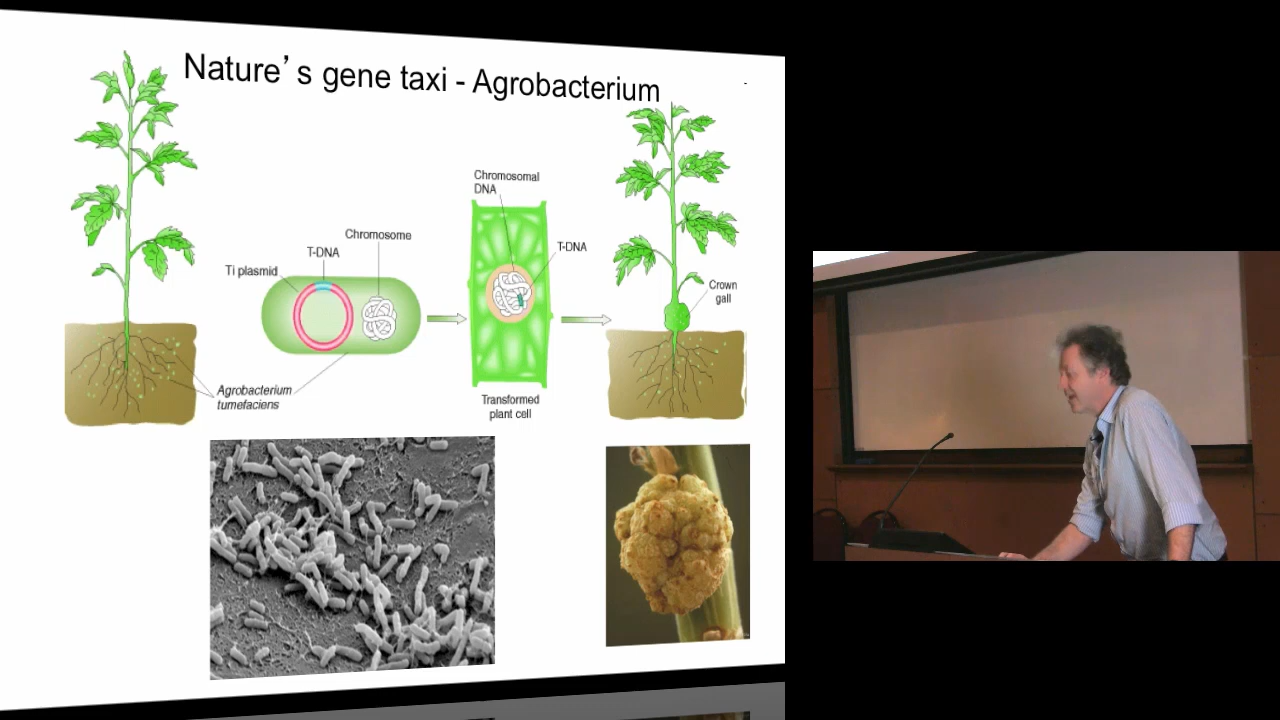 Nature's gene taxi - Agrobacterium
Chromosomal
DNA
Chromosome
T-DNA
T-DNA
Ti plasmid
Crown
gall
Agrobacterium
tumefaciens
Transformed
plant cell